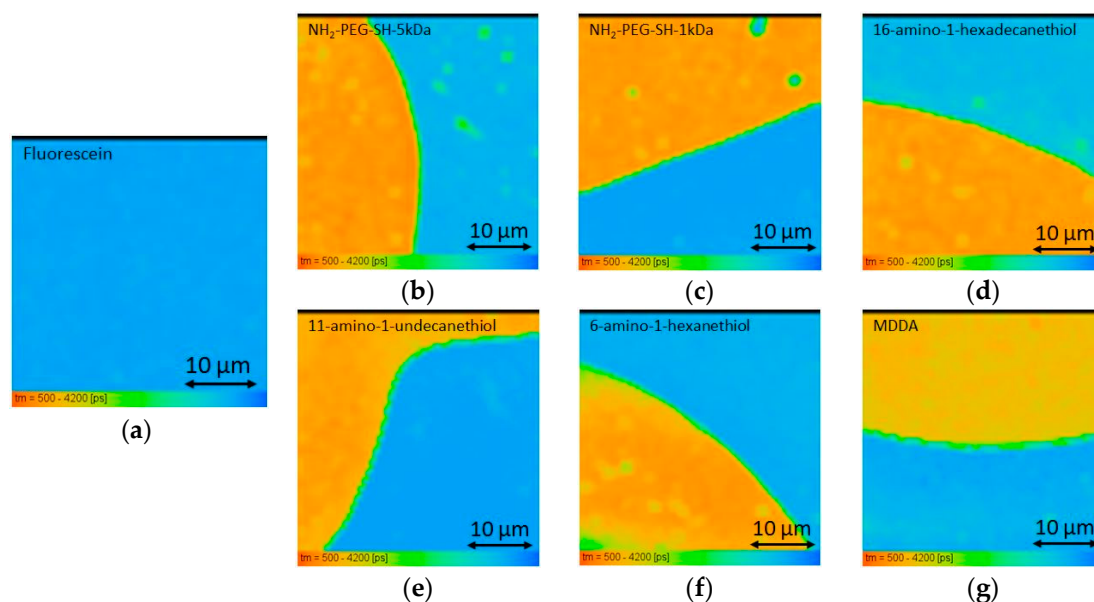 Fluorescein
10 μm
tm = 500 - 4200 [ps]
(a)
NH₂-PEG-SH-5kDa
10 μm
tm = 500 - 4200 [ps]
(b)
NH₂-PEG-SH-1kDa
10 μm
tm = 500 - 4200 [ps]
(c)
16-amino-1-hexadecanethiol
10 μm
tm = 500 - 4200 [ps]
(d)
11-amino-1-undecanethiol
10 μm
tm = 500 - 4200 [ps]
(e)
6-amino-1-hexanethiol
10 μm
tm = 500 - 4200 [ps]
(f)
MDDA
10 μm
tm = 500 - 4200 [ps]
(g)